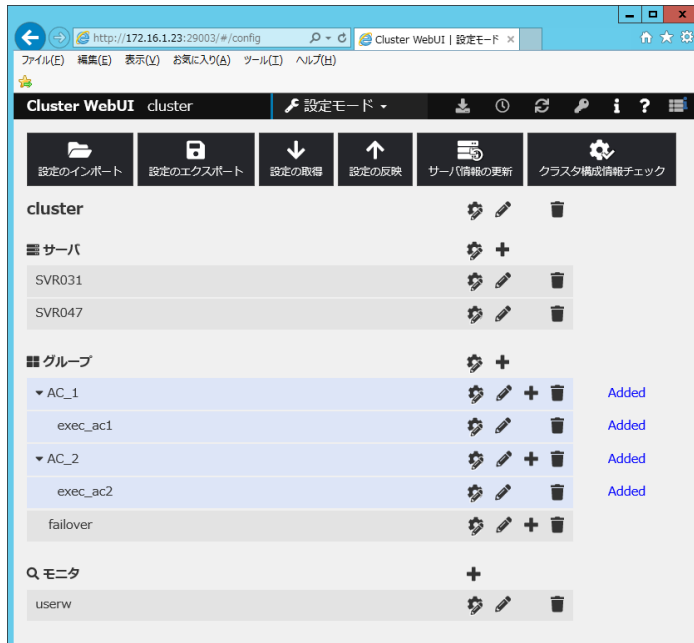 http://172.16.1.23:29003/#/config
Cluster WebUI | 設定モード ×
ファイル(F) 編集(E) 表示(V) お気に入り(A) ツール(T) ヘルプ(H)
Cluster WebUI cluster 設定モード
設定のインポート 設定のエクスポート 設定の取得 設定の反映 サーバ情報の更新 クラスタ構成情報チェック
cluster
サーバ
SVR031
SVR047
グループ
AC_1 Added
exec_ac1
AC_2 Added
exec_ac2 Added
failover
モニタ
userw